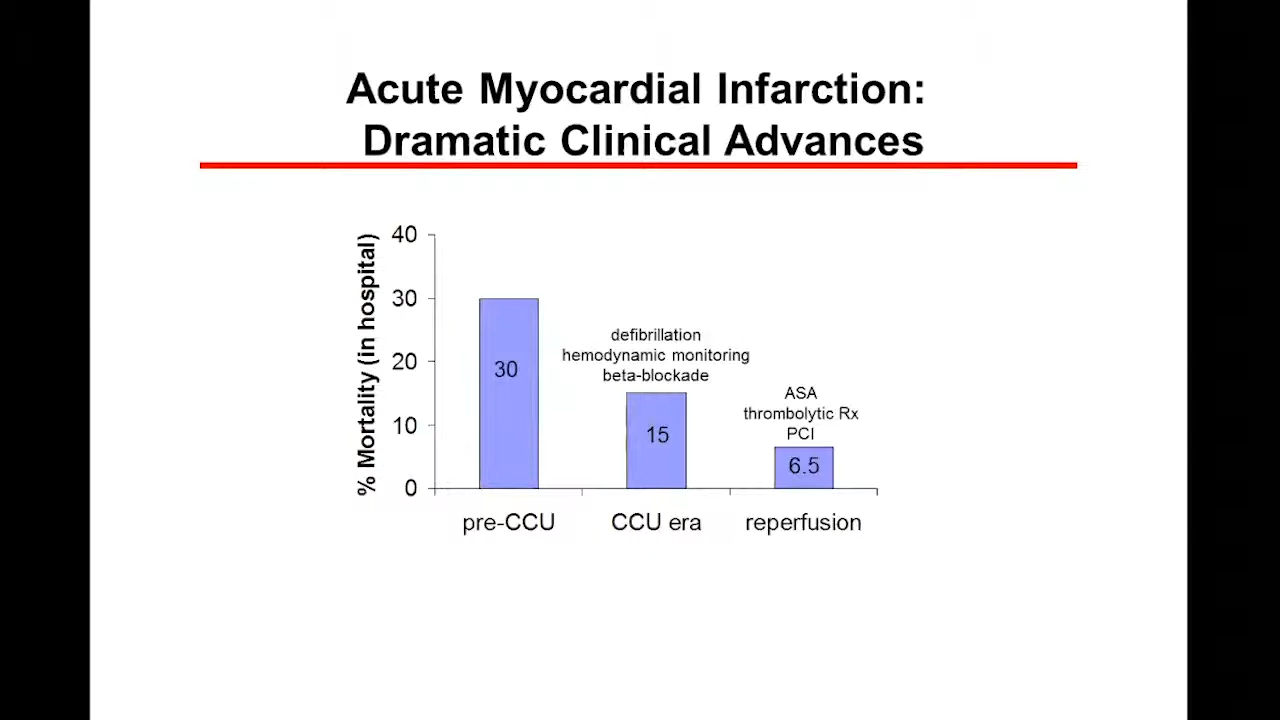 Acute Myocardial Infarction:
Dramatic Clinical Advances
% Mortality (in hospital)
40
30
20
10
0
30
defibrillation
hemodynamic monitoring
beta-blockade
15
ASA
thrombolytic Rx
PCI
6.5
pre-CCU
CCU era
reperfusion